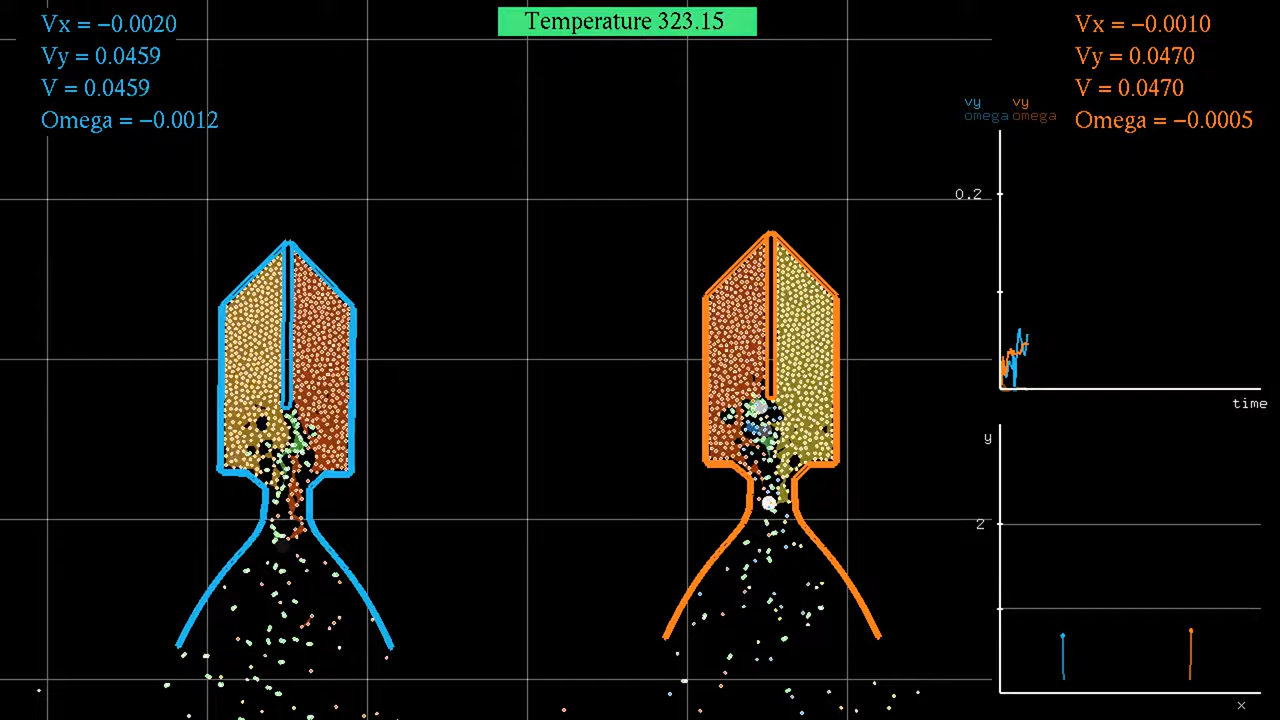 Vx = −0.0020
Vy = 0.0459
V = 0.0459
Omega = −0.0012
Temperature 323.15
Vx = −0.0010
Vy = 0.0470
V = 0.0470
Omega = −0.0005
vy vy
omega omega
0.2
time
y
2
x